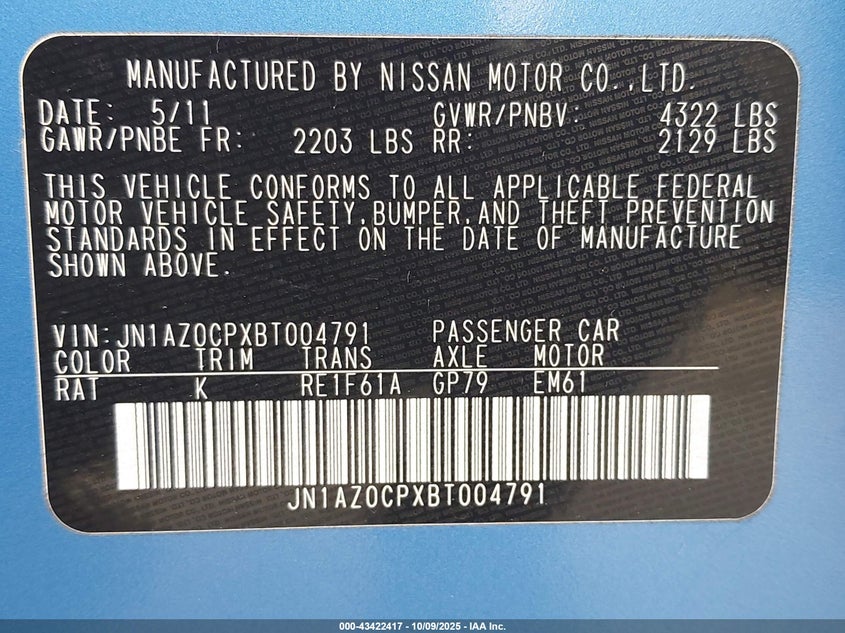 MANUFACTURED BY NISSAN MOTOR CO.,LTD.
DATE: 5/11 GVWR/PNBV: 4322 LBS
GAWR/PNBE FR: 2203 LBS RR: 2129 LBS
THIS VEHICLE CONFORMS TO ALL APPLICABLE FEDERAL
MOTOR VEHICLE SAFETY,BUMPER,AND THEFT PREVENTION
STANDARDS IN EFFECT ON THE DATE OF MANUFACTURE
SHOWN ABOVE.
VIN:JN1AZ0CPXBT004791 PASSENGER CAR
COLOR TRIM TRANS AXLE MOTOR
RAT K RE1F61A GP79 EM61
JN1AZ0CPXBT004791
000-43422417 - 10/09/2025 - IAA Inc.